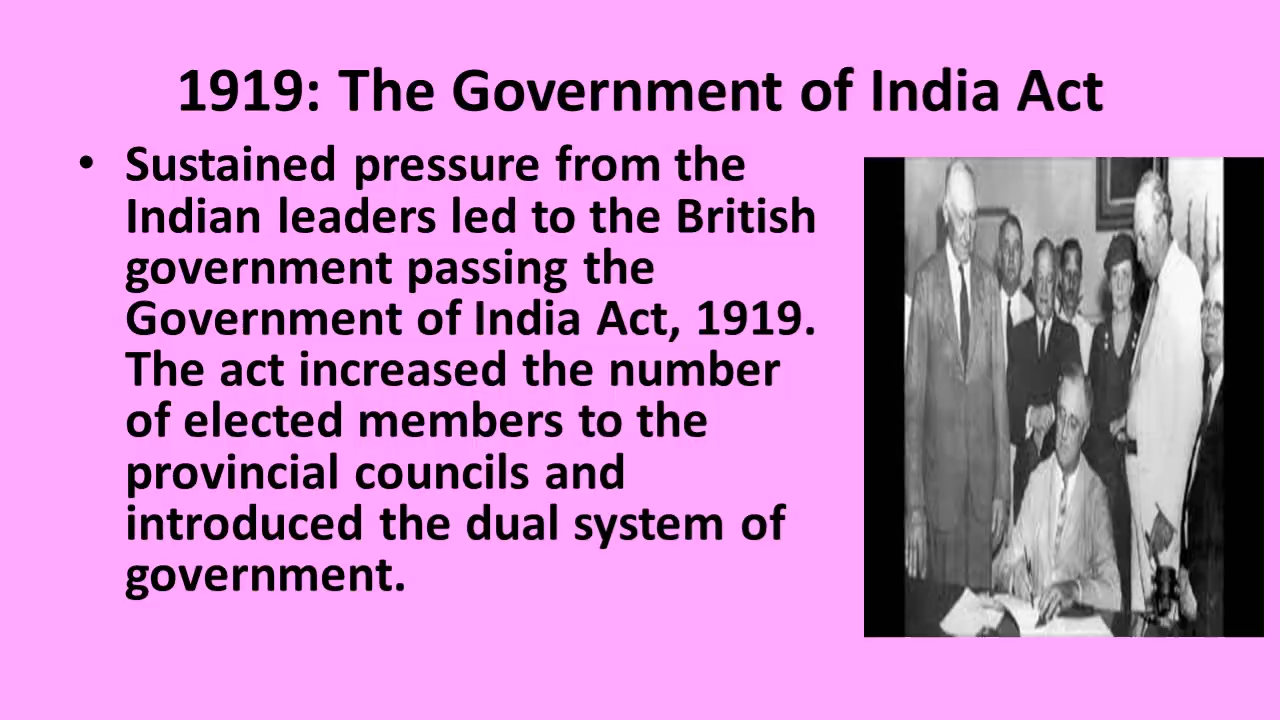 1919: The Government of India Act
• Sustained pressure from the
Indian leaders led to the British
government passing the
Government of India Act, 1919.
The act increased the number
of elected members to the
provincial councils and
introduced the dual system of
government.